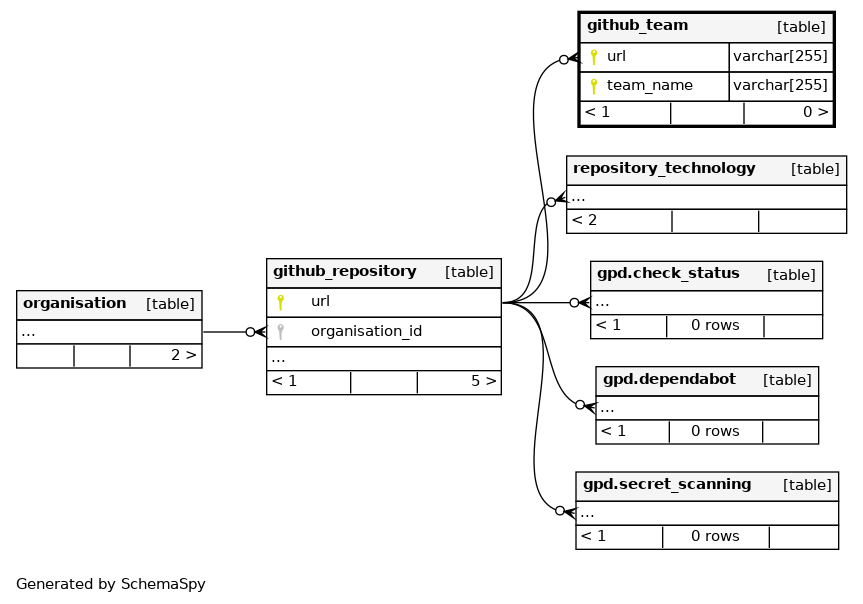 github_team [table]
url varchar[255]
team_name varchar[255]
< 1 0 >
repository_technology [table]
...
< 2
gpd.check_status [table]
...
< 1 0 rows
organisation [table]
...
2 >
github_repository [table]
url
organisation_id
...
< 1 5 >
gpd.dependabot [table]
...
< 1 0 rows
gpd.secret_scanning [table]
...
< 1 0 rows
Generated by SchemaSpy